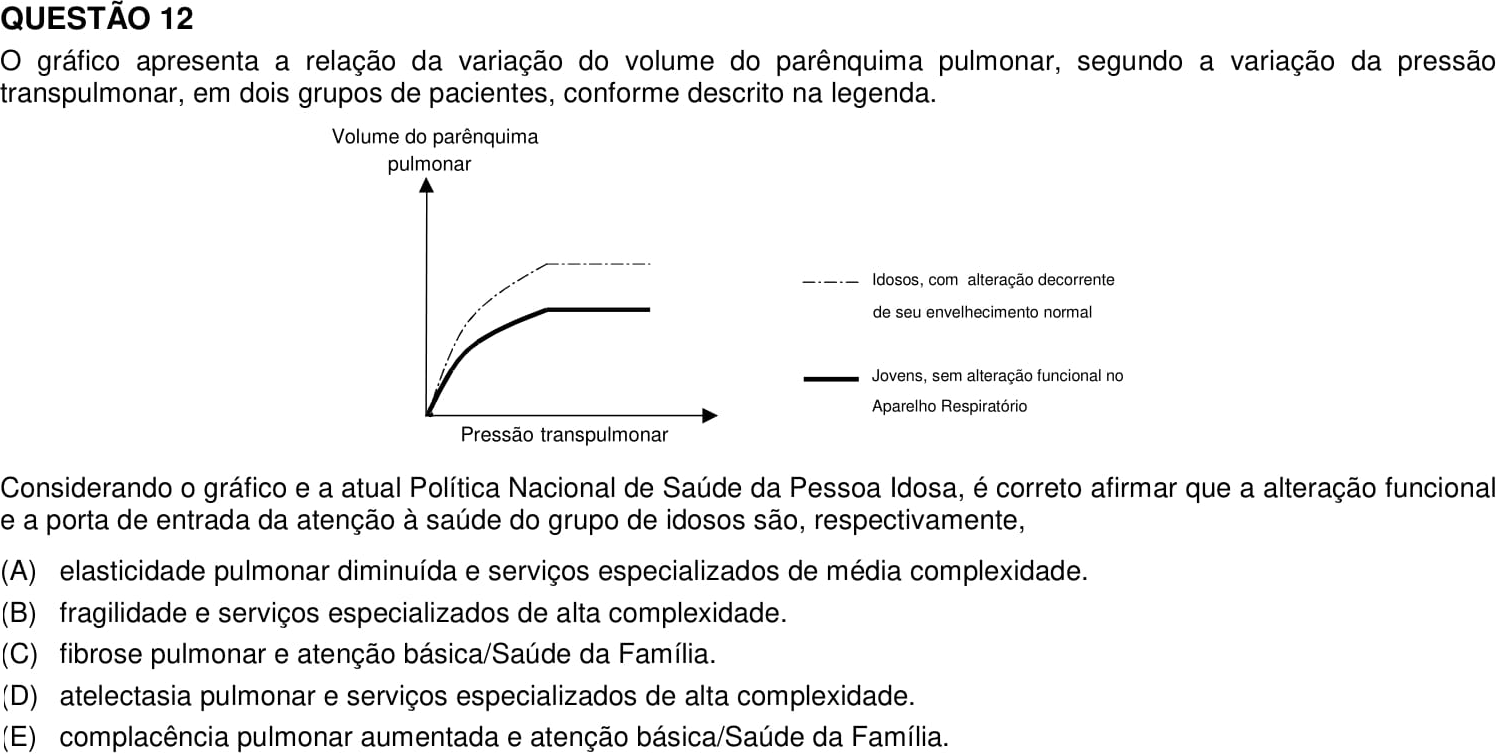 QUESTÃO 12
O gráfico apresenta a relação da variação do volume do parênquima pulmonar, segundo a variação da pressão
transpulmonar, em dois grupos de pacientes, conforme descrito na legenda.
Volume do parênquima
pulmonar
Idosos, com alteração decorrente
de seu envelhecimento normal
Jovens, sem alteração funcional no
Aparelho Respiratório
Pressão transpulmonar
Considerando o gráfico e a atual Política Nacional de Saúde da Pessoa Idosa, é correto afirmar que a alteração funcional
e a porta de entrada da atenção à saúde do grupo de idosos são, respectivamente,
(A) elasticidade pulmonar diminuída e serviços especializados de média complexidade.
(B) fragilidade e serviços especializados de alta complexidade.
(C) fibrose pulmonar e atenção básica/Saúde da Família.
(D) atelectasia pulmonar e serviços especializados de alta complexidade.
(E) complacência pulmonar aumentada e atenção básica/Saúde da Família.